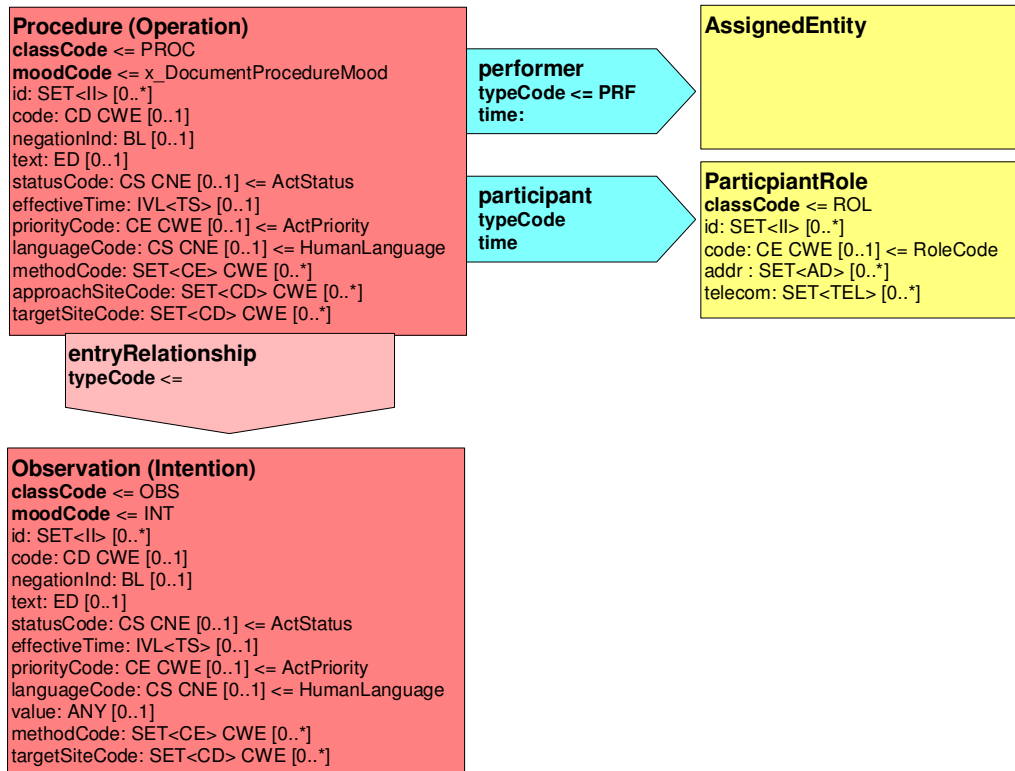 Procedure (Operation)
classCode <= PROC
moodCode <= x_DocumentProcedureMood
id: SET<II> [0..*]
code: CD CWE [0..1]
negationInd: BL [0..1]
text: ED [0..1]
statusCode: CS CNE [0..1] <= ActStatus
effectiveTime: IVL<TS> [0..1]
priorityCode: CE CWE [0..1] <= ActPriority
languageCode: CS CNE [0..1] <= HumanLanguage
methodCode: SET<CE> CWE [0..*]
approachSiteCode: SET<CD> CWE [0..*]
targetSiteCode: SET<CD> CWE [0..*]
performer
typeCode <= PRF
time:
AssignedEntity
participant
typeCode
time
ParticpiantRole
classCode <= ROL
id: SET<II> [0..*]
code: CE CWE [0..1] <= RoleCode
addr : SET<AD> [0..*]
telecom: SET<TEL> [0..*]
entryRelationship
typeCode <=
Observation (Intention)
classCode <= OBS
moodCode <= INT
id: SET<II> [0..*]
code: CD CWE [0..1]
negationInd: BL [0..1]
text: ED [0..1]
statusCode: CS CNE [0..1] <= ActStatus
effectiveTime: IVL<TS> [0..1]
priorityCode: CE CWE [0..1] <= ActPriority
languageCode: CS CNE [0..1] <= HumanLanguage
value: ANY [0..1]
methodCode: SET<CE> CWE [0..*]
targetSiteCode: SET<CD> CWE [0..*]